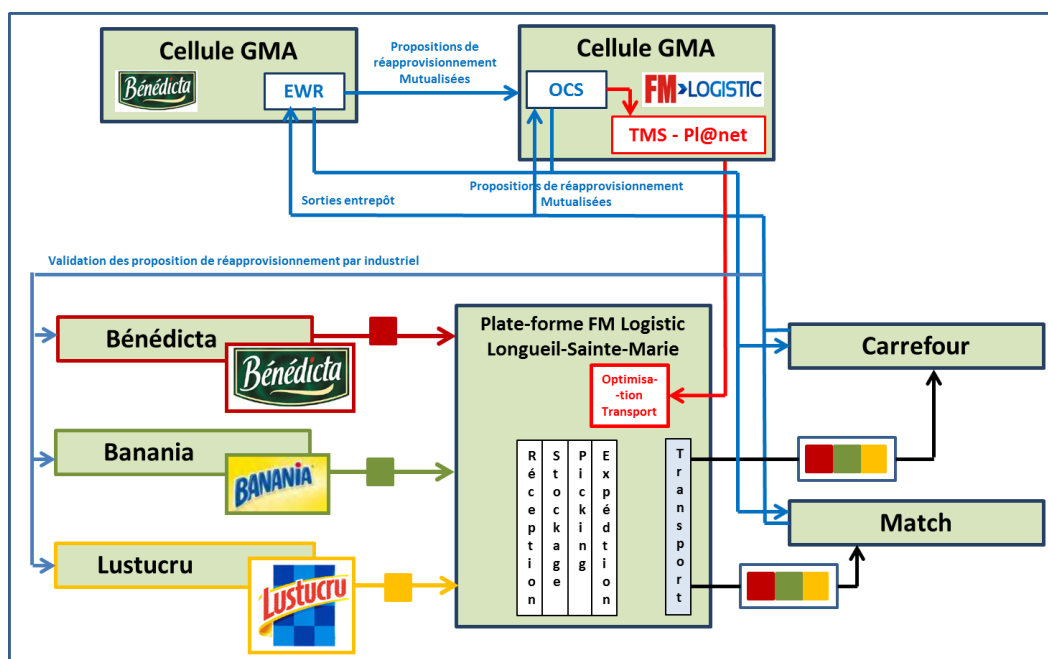 Cellule GMA
Bénédicta
EWR
Propositions de
réapprovisionnement
Mutualisées
Cellule GMA
OCS
FM>LOGISTIC
TMS - Pl@net
Sorties entrepôt
Propositions de réapprovisionnement
Mutualisées
Validation des proposition de réapprovisionnement par industriel
Bénédicta
Bénédicta
Banania
BANANiA
Lustucru
LUSTUCRU
Plate-forme FM Logistic
Longueil-Sainte-Marie
Optimisa-
-tion
Transport
Réception
Stockage
Picking
Expédtion
Transport
Carrefour
Match